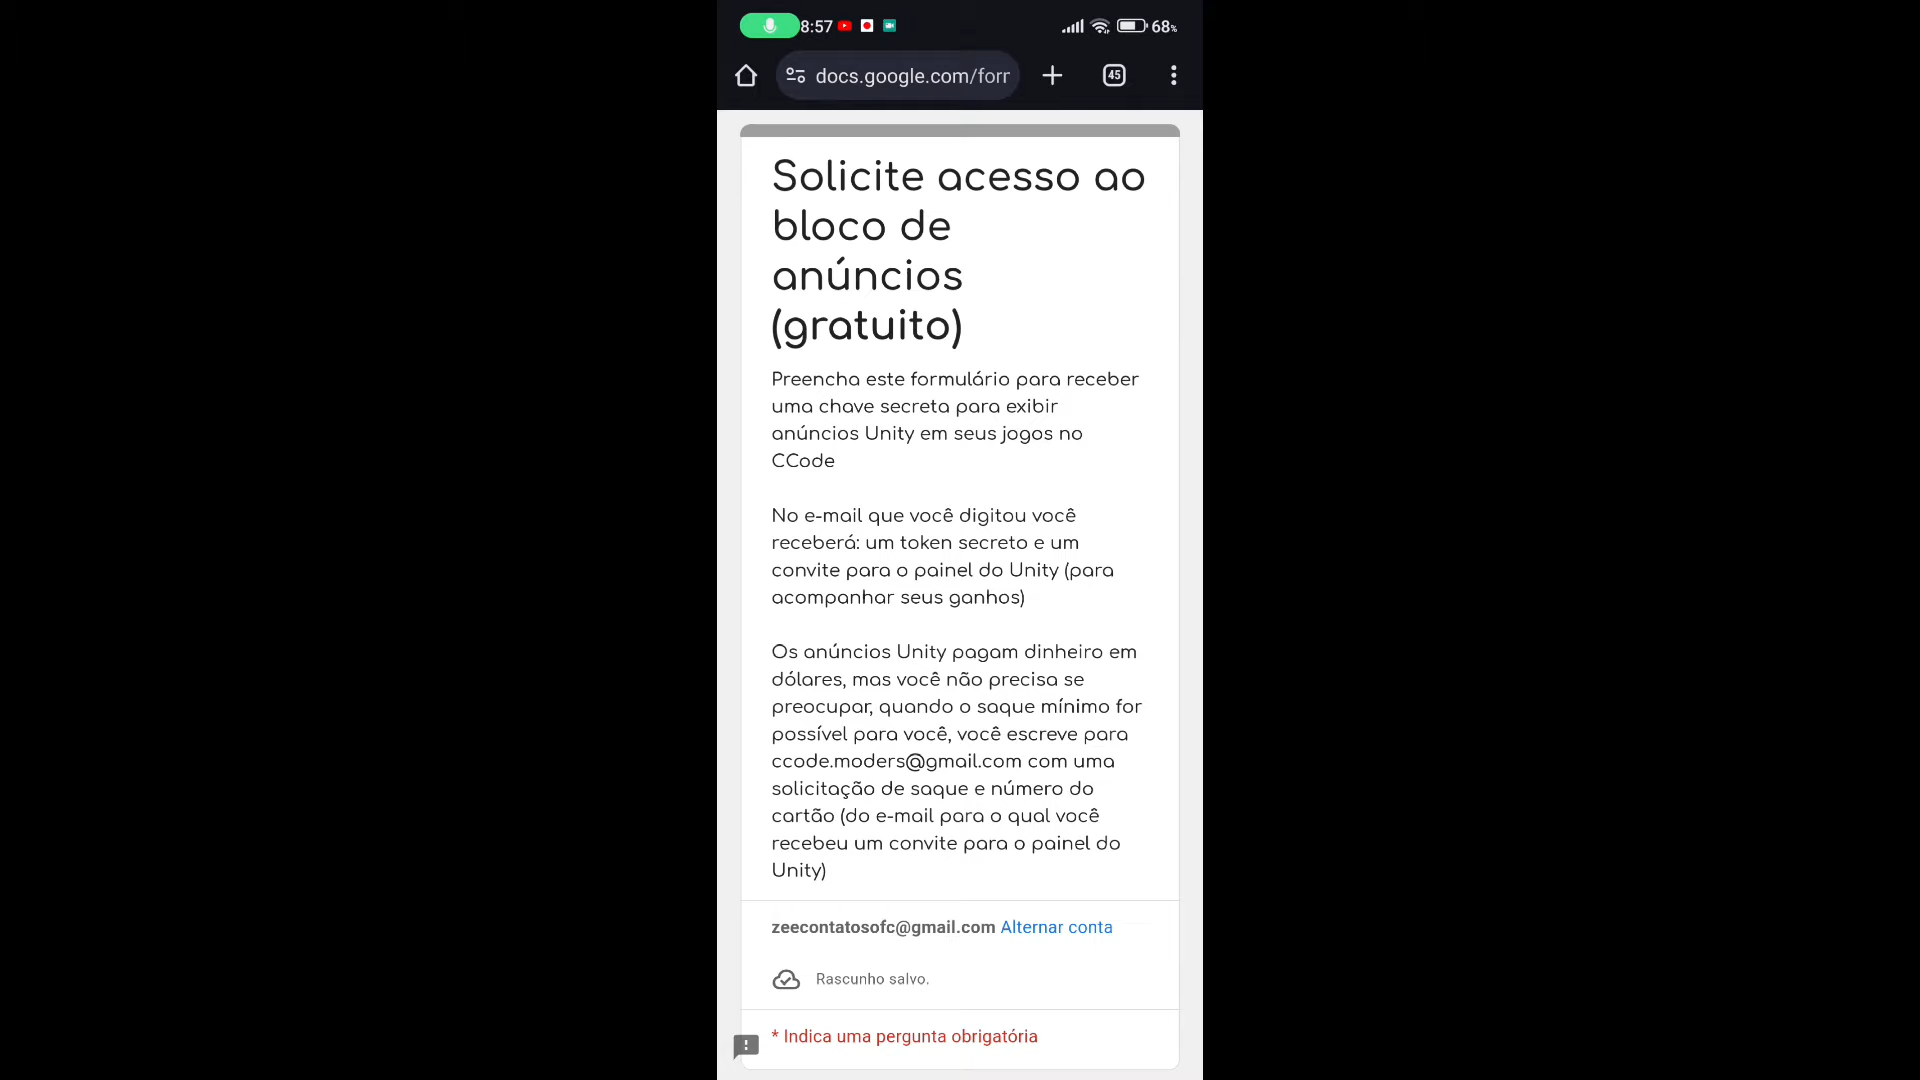 8:57
68%
docs.google.com/forr
45
Solicite acesso ao
bloco de
anúncios
(gratuito)
Preencha este formulário para receber
uma chave secreta para exibir
anúncios Unity em seus jogos no
CCode
No e-mail que você digitou você
receberá: um token secreto e um
convite para o painel do Unity (para
acompanhar seus ganhos)
Os anúncios Unity pagam dinheiro em
dólares, mas você não precisa se
preocupar, quando o saque mínimo for
possível para você, você escreve para
ccode.moders@gmail.com com uma
solicitação de saque e número do
cartão (do e-mail para o qual você
recebeu um convite para o painel do
Unity)
zeecontatosofc@gmail.com Alternar conta
Rascunho salvo.
* Indica uma pergunta obrigatória